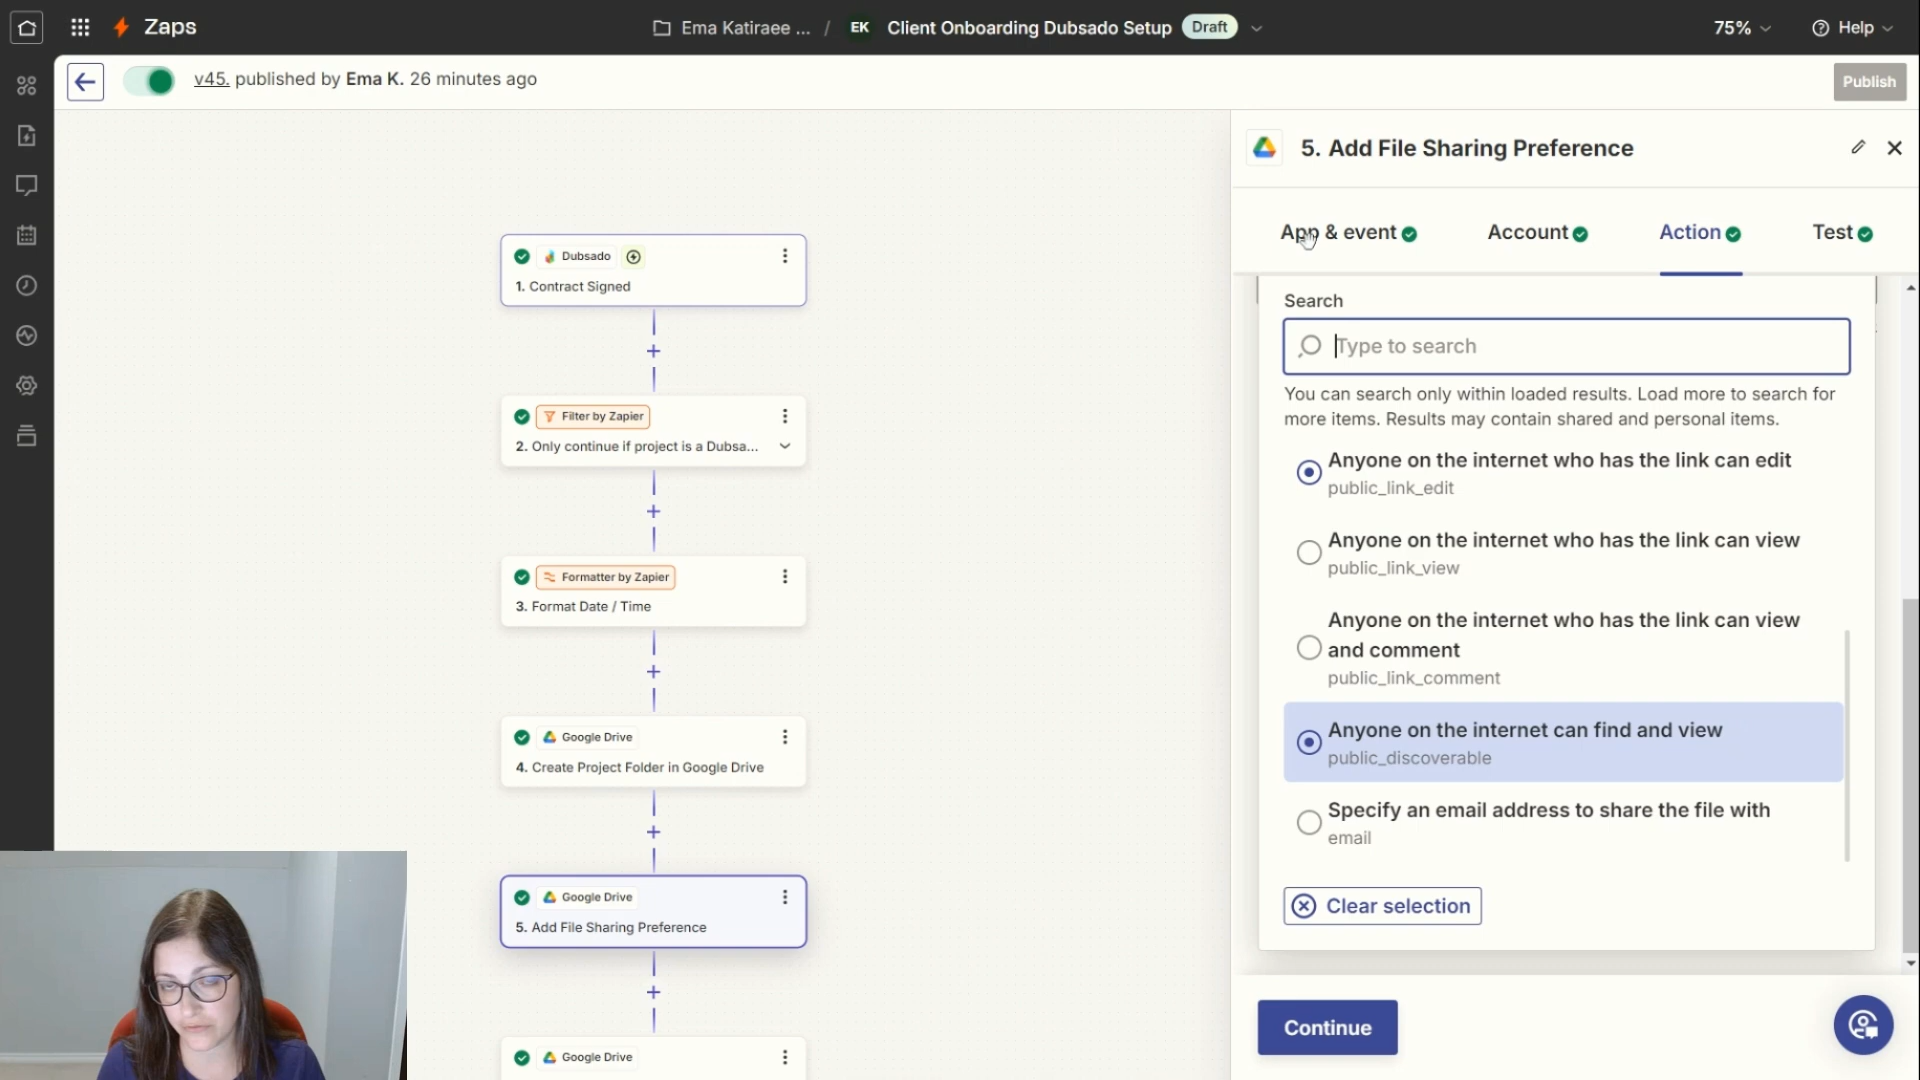 Zaps
Ema Katiraee ... / EK Client Onboarding Dubsado Setup Draft
75%
Help
v45. published by Ema K. 26 minutes ago
Publish
Dubsado
1. Contract Signed
Filter by Zapier
2. Only continue if project is a Dubsa...
Formatter by Zapier
3. Format Date / Time
Google Drive
4. Create Project Folder in Google Drive
Google Drive
5. Add File Sharing Preference
Google Drive
5. Add File Sharing Preference
App & event
Account
Action
Test
Search
Type to search
You can search only within loaded results. Load more to search for
more items. Results may contain shared and personal items.
Anyone on the internet who has the link can edit
public_link_edit
Anyone on the internet who has the link can view
public_link_view
Anyone on the internet who has the link can view
and comment
public_link_comment
Anyone on the internet can find and view
public_discoverable
Specify an email address to share the file with
email
Clear selection
Continue